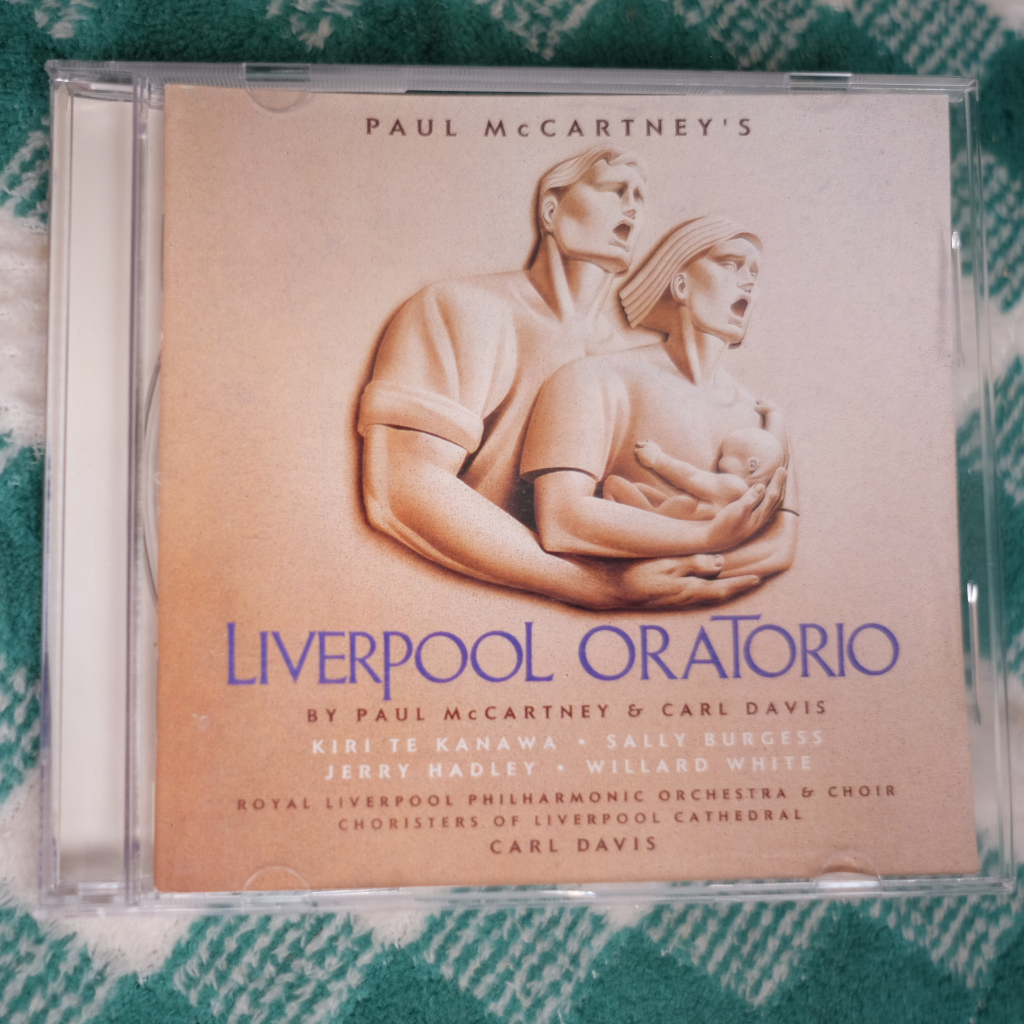 PAUL McCARTNEY'S
LIVERPOOL ORATORIO
BY PAUL McCARTNEY & CARL DAVIS
KIRI TE KANAWA • SALLY BURGESS
JERRY HADLEY • WILLARD WHITE
ROYAL LIVERPOOL PHILHARMONIC ORCHESTRA & CHOIR
CHORISTERS OF LIVERPOOL CATHEDRAL
CARL DAVIS